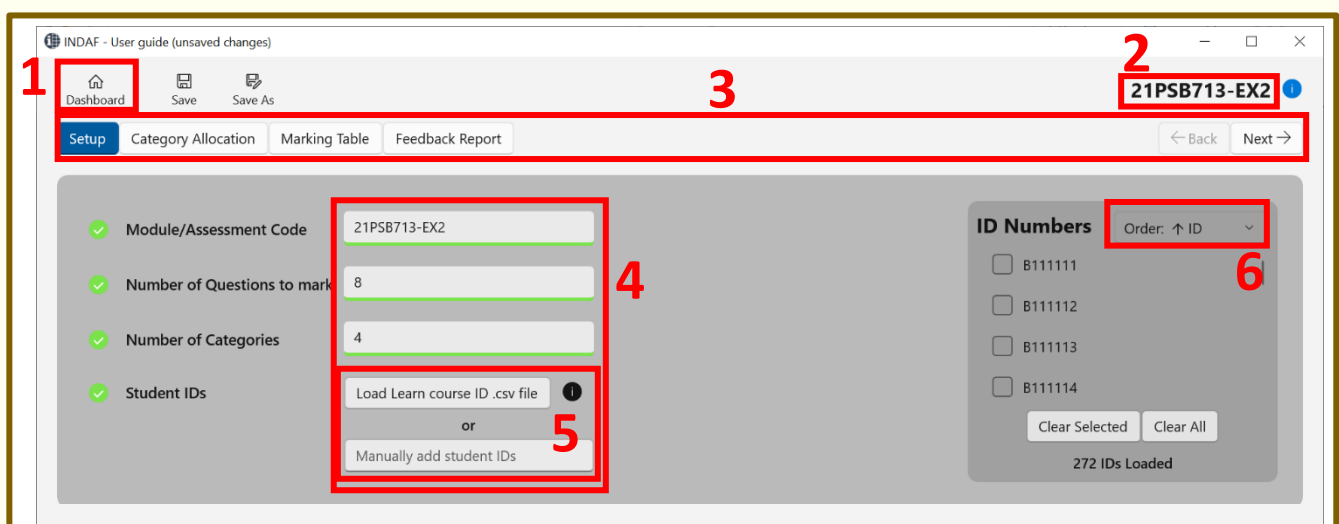 INDAF - User guide (unsaved changes)
1
2
3
Dashboard Save Save As
21PSB713-EX2
Setup Category Allocation Marking Table Feedback Report ← Back Next →
Module/Assessment Code 21PSB713-EX2
Number of Questions to mark 8
Number of Categories 4
Student IDs Load Learn course ID .csv file
or
Manually add student IDs
4
5
ID Numbers Order: ↑ ID
6
B111111
B111112
B111113
B111114
Clear Selected Clear All
272 IDs Loaded